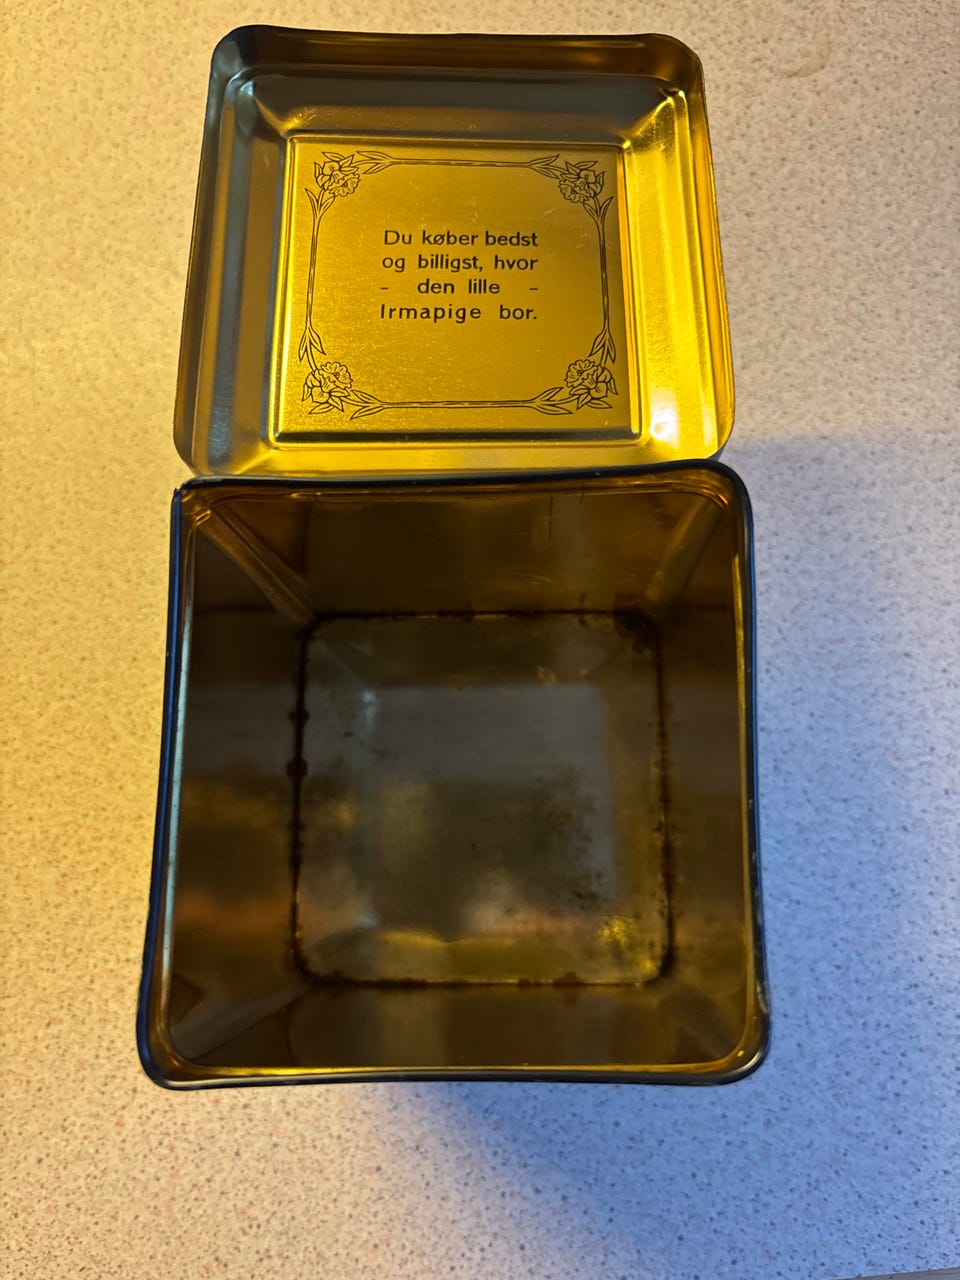 Du køber bedst
og billigst, hvor
- den lille -
Irmapige bor.